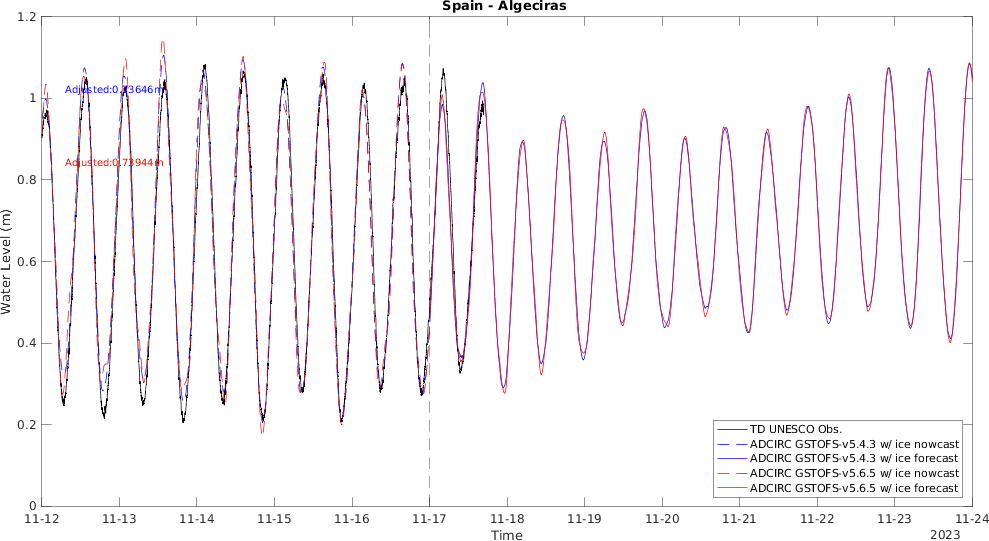 Spain - Algeciras
1.2
1
0.8
0.6
0.4
0.2
0
Water Level (m)
Adjusted:0.73646m
Adjusted:0.73944m
TD UNESCO Obs.
ADCIRC GSTOFS-v5.4.3 w/ ice nowcast
ADCIRC GSTOFS-v5.4.3 w/ ice forecast
ADCIRC GSTOFS-v5.6.5 w/ ice nowcast
ADCIRC GSTOFS-v5.6.5 w/ ice forecast
11-12 11-13 11-14 11-15 11-16 11-17 11-18 11-19 11-20 11-21 11-22 11-23 11-24
Time
2023